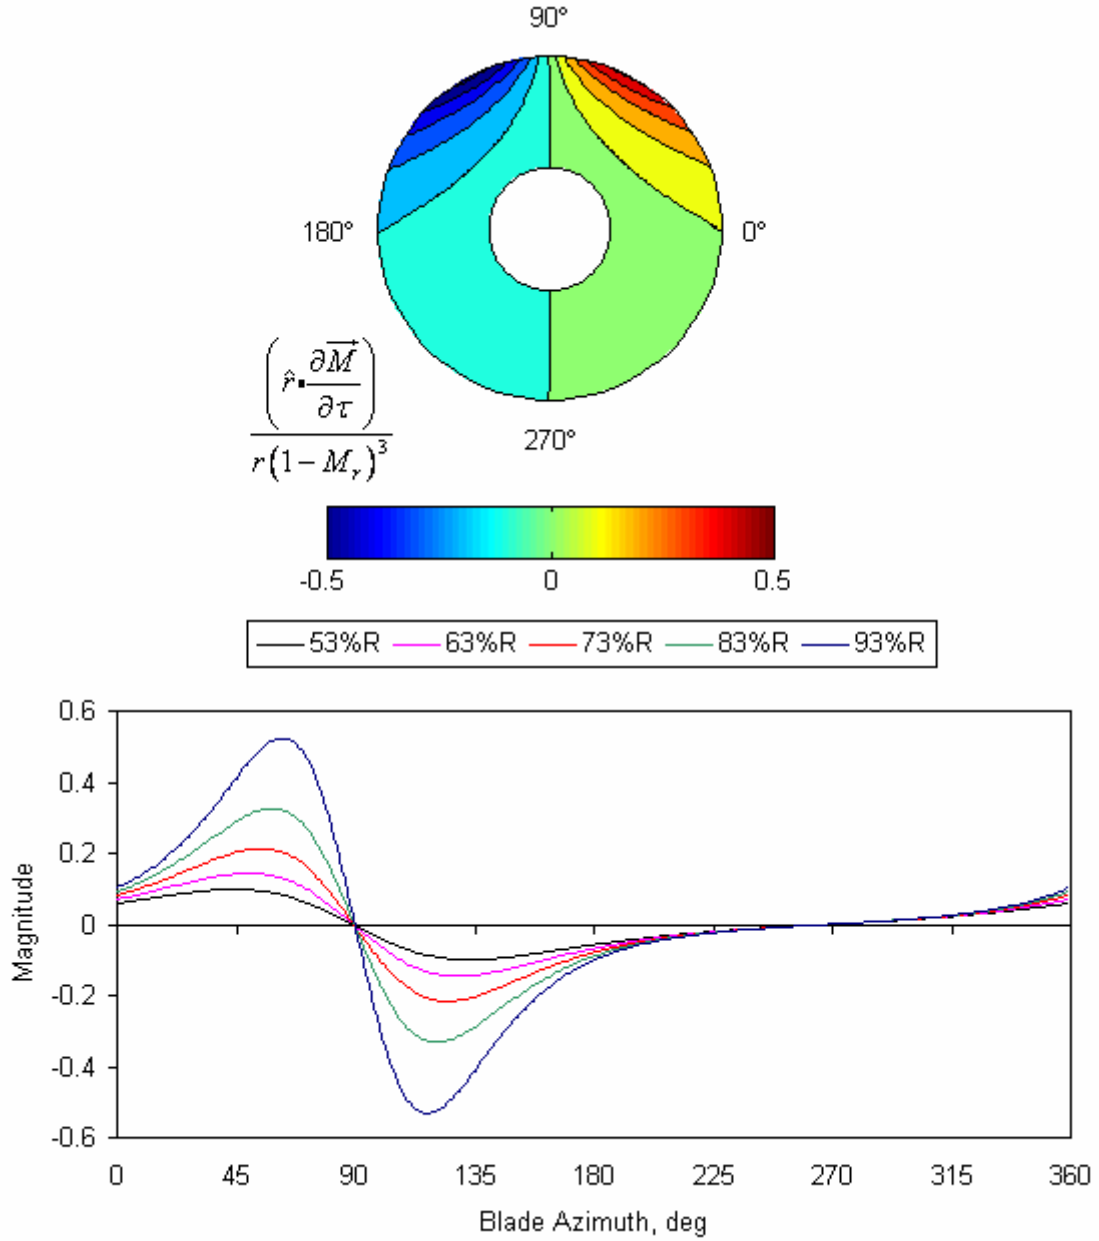 90°
180°
0°
270°
(r̂▪∂M⃗/∂τ)
r(1−Mᵣ)³
-0.5 0 0.5
53%R 63%R 73%R 83%R 93%R
0.6
0.4
0.2
0
-0.2
-0.4
-0.6
Magnitude
0 45 90 135 180 225 270 315 360
Blade Azimuth, deg